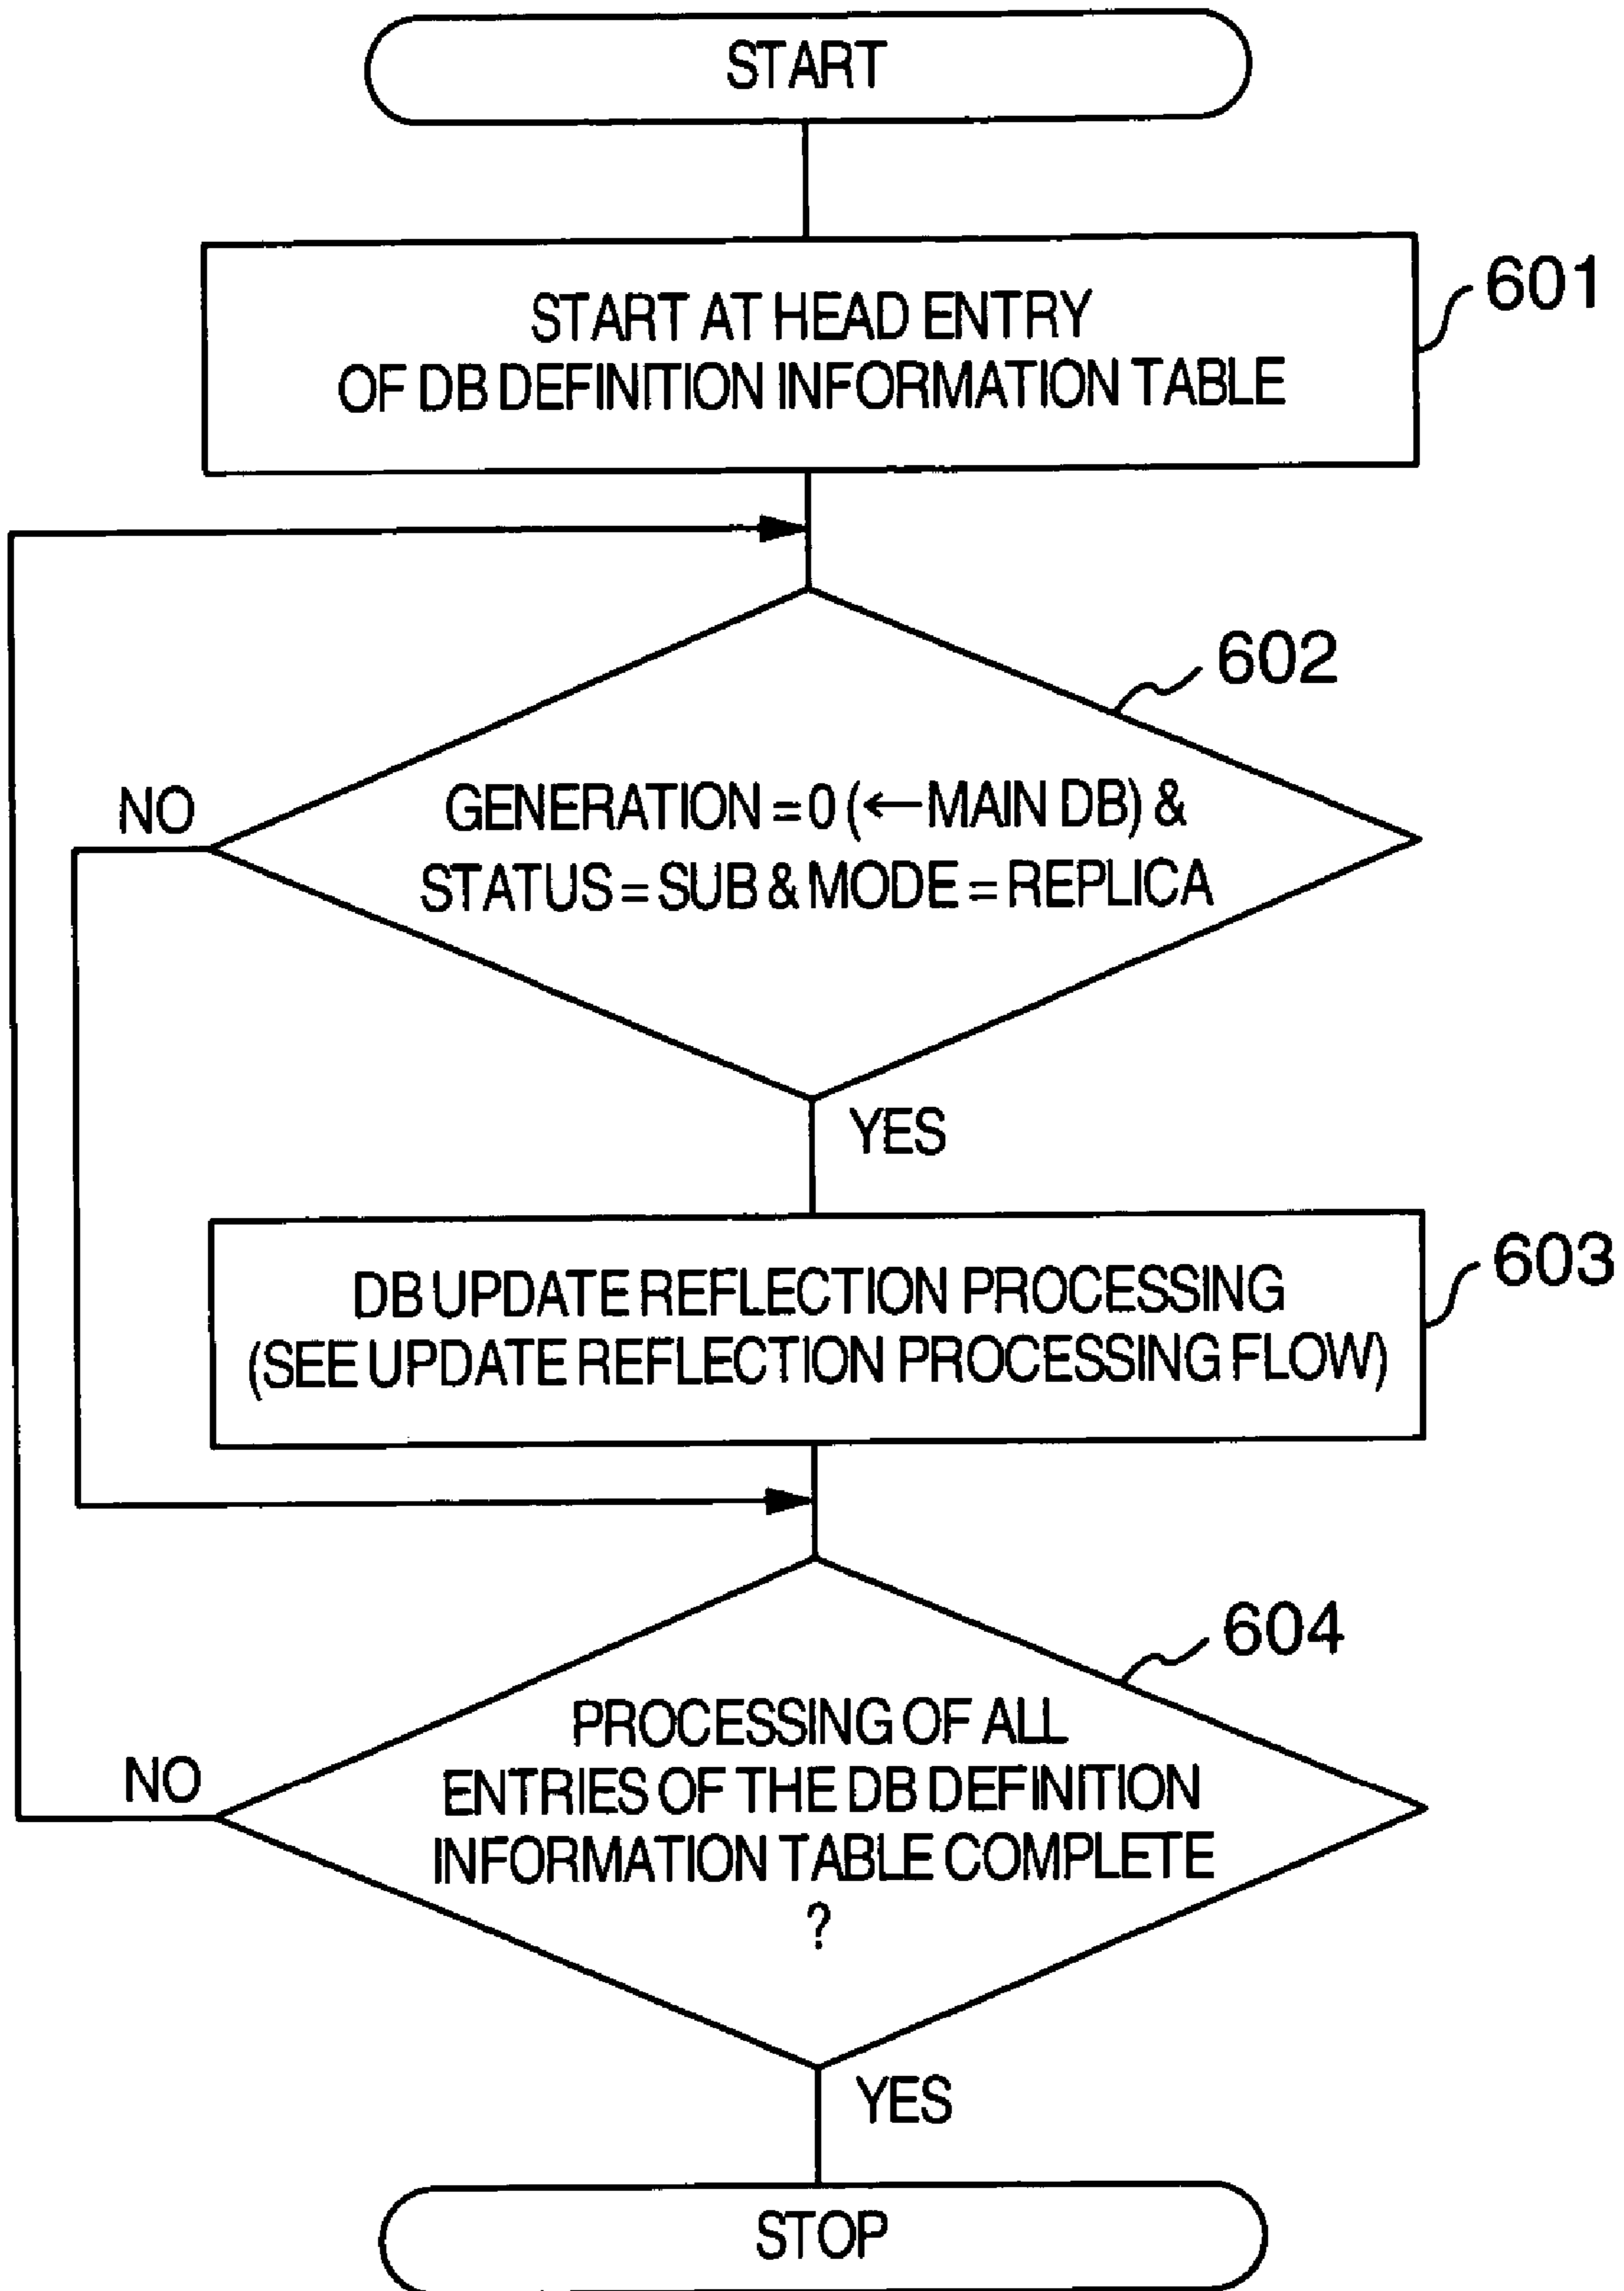 START
601
START AT HEAD ENTRY
OF DB DEFINITION INFORMATION TABLE
602
NO
GENERATION = 0 (←MAIN DB) &
STATUS = SUB & MODE = REPLICA
YES
603
DB UPDATE REFLECTION PROCESSING
(SEE UPDATE REFLECTION PROCESSING FLOW)
604
PROCESSING OF ALL
NO
ENTRIES OF THE DB DEFINITION
INFORMATION TABLE COMPLETE
?
YES
STOP